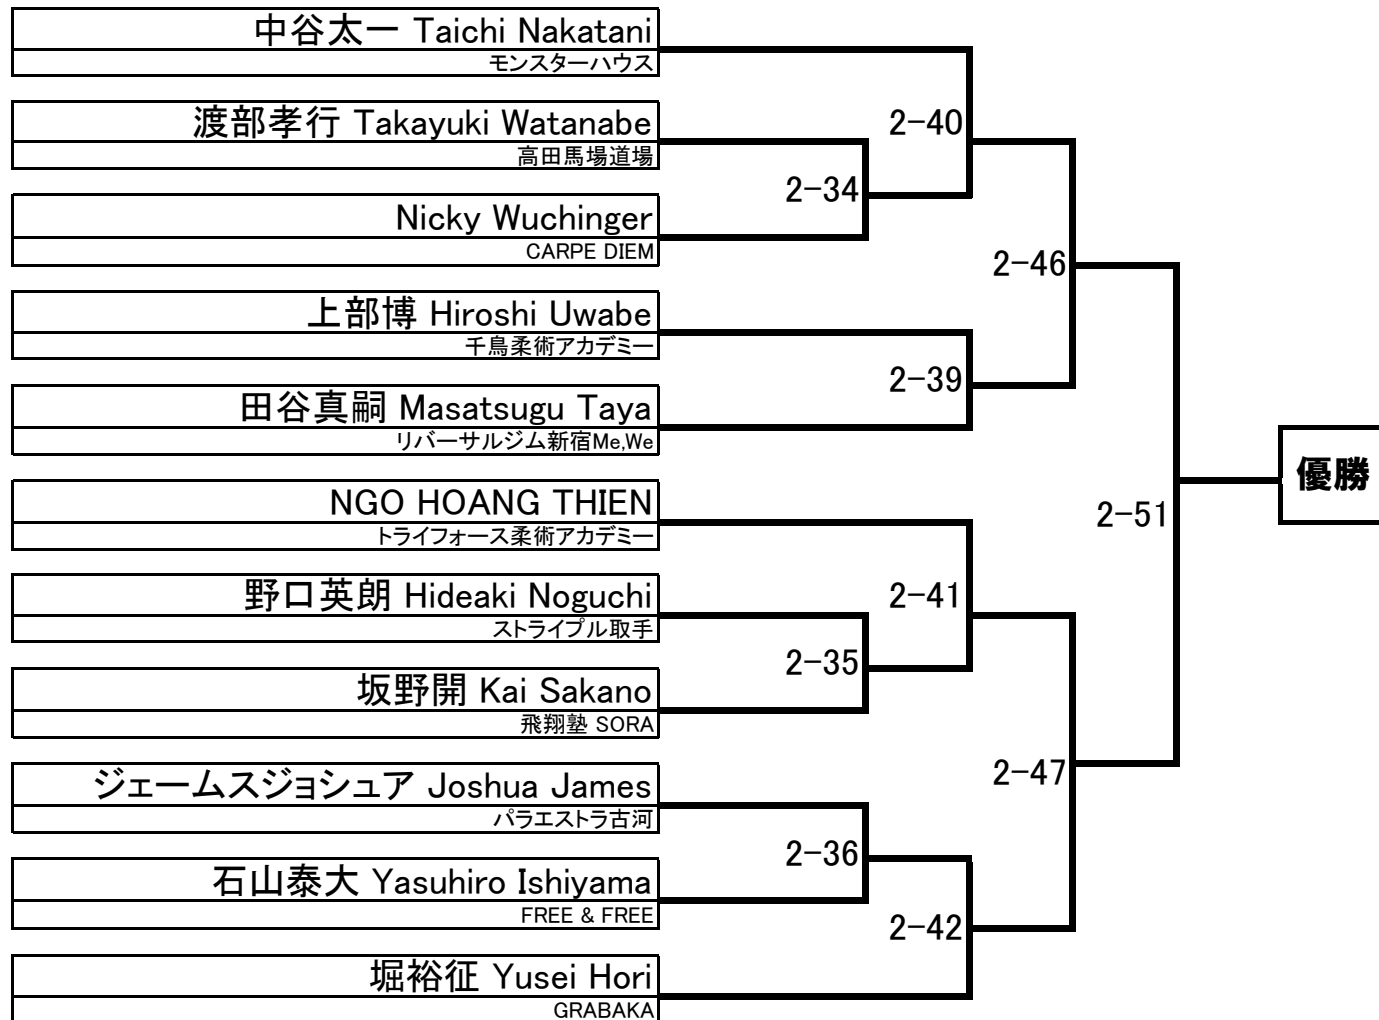 中谷太一 Taichi Nakatani
モンスターハウス
渡部孝行 Takayuki Watanabe
高田馬場道場
Nicky Wuchinger
CARPE DIEM
上部博 Hiroshi Uwabe
千鳥柔術アカデミー
田谷真嗣 Masatsugu Taya
リバーサルジム新宿Me,We
NGO HOANG THIEN
トライフォース柔術アカデミー
野口英朗 Hideaki Noguchi
ストライプル取手
坂野開 Kai Sakano
飛翔塾 SORA
ジェームスジョシュア Joshua James
パラエストラ古河
石山泰大 Yasuhiro Ishiyama
FREE & FREE
堀裕征 Yusei Hori
GRABAKA
2-34
2-35
2-36
2-40
2-39
2-41
2-42
2-46
2-47
2-51
優勝